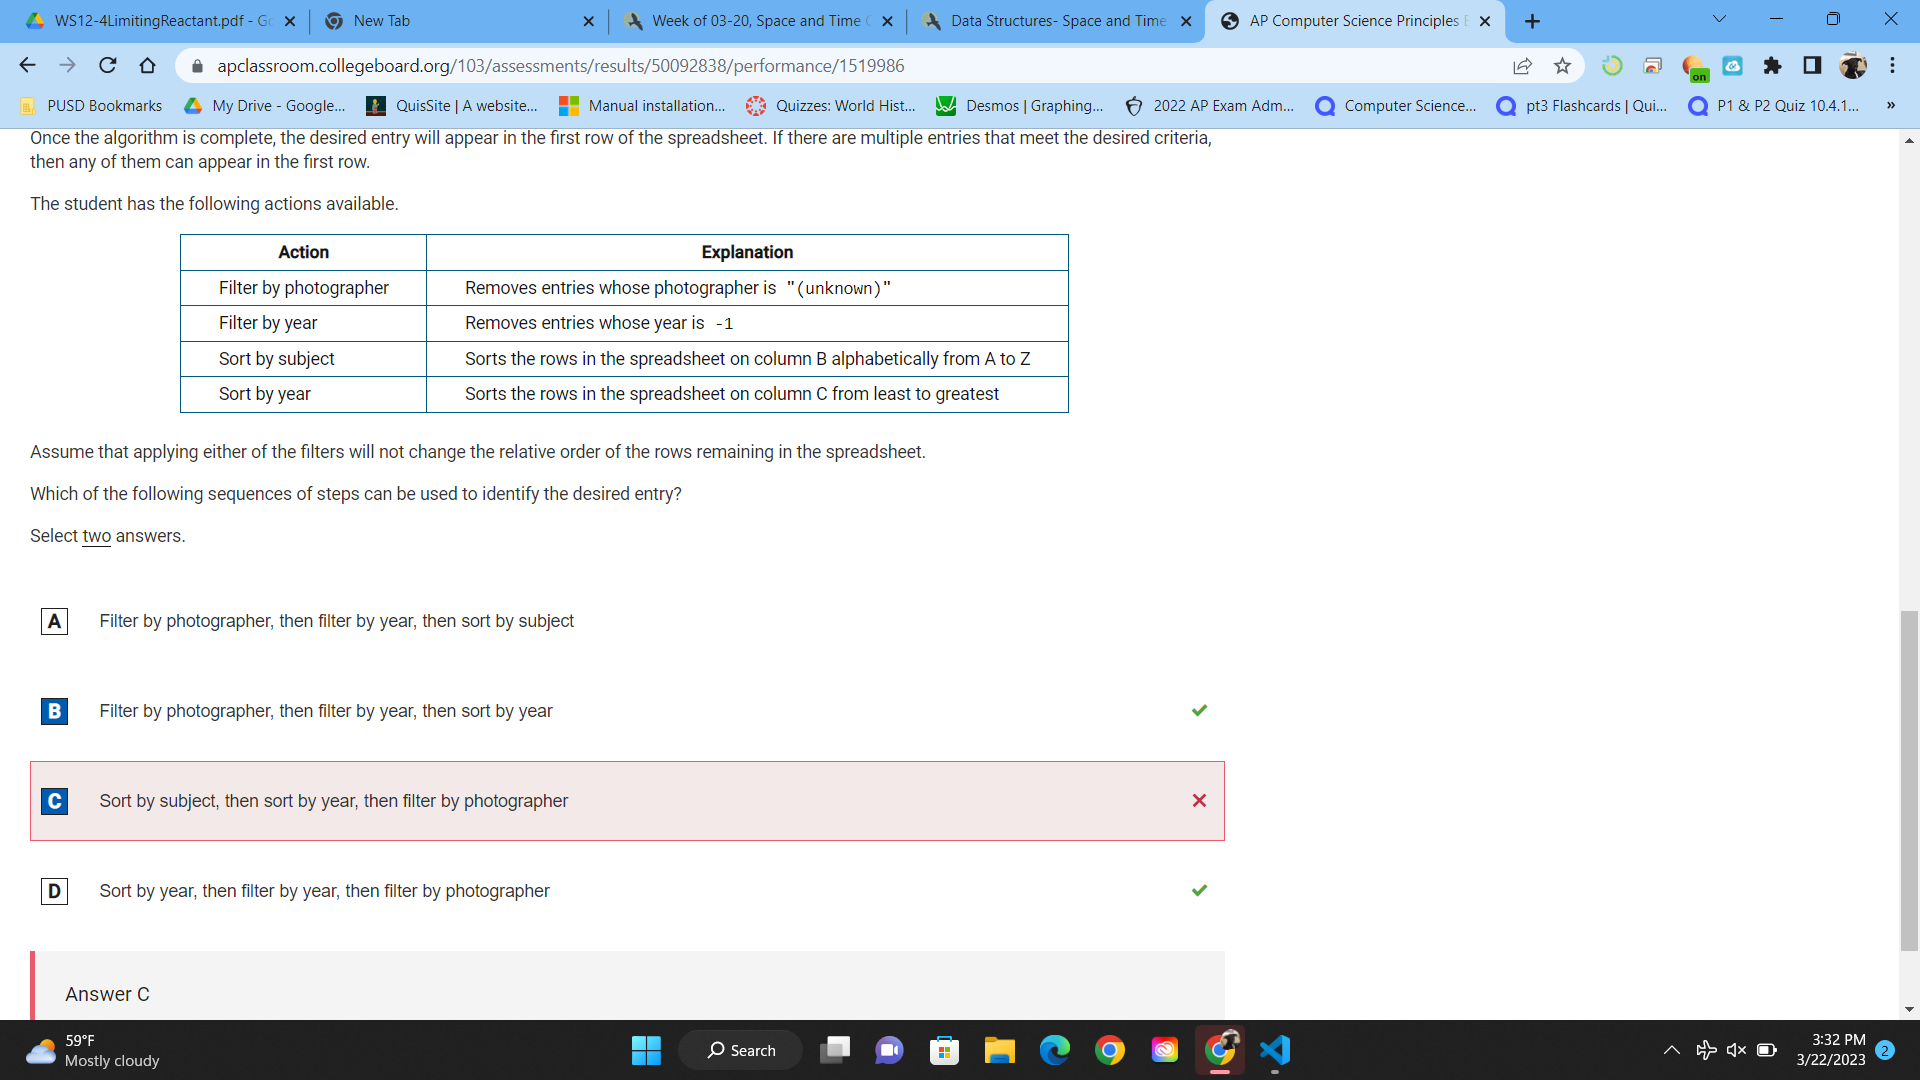 WS12-4LimitingReactant.pdf - Go
New Tab
Week of 03-20, Space and Time C
Data Structures- Space and Time
AP Computer Science Principles E
apclassroom.collegeboard.org/103/assessments/results/50092838/performance/1519986
on
PUSD Bookmarks
My Drive - Google...
QuisSite | A website...
Manual installation...
Quizzes: World Hist...
Desmos | Graphing...
2022 AP Exam Adm...
Computer Science...
pt3 Flashcards | Qui...
P1 & P2 Quiz 10.4.1...
»
Once the algorithm is complete, the desired entry will appear in the first row of the spreadsheet. If there are multiple entries that meet the desired criteria,
then any of them can appear in the first row.
The student has the following actions available.
Action Explanation
Filter by photographer Removes entries whose photographer is "(unknown)"
Filter by year Removes entries whose year is -1
Sort by subject Sorts the rows in the spreadsheet on column B alphabetically from A to Z
Sort by year Sorts the rows in the spreadsheet on column C from least to greatest
Assume that applying either of the filters will not change the relative order of the rows remaining in the spreadsheet.
Which of the following sequences of steps can be used to identify the desired entry?
Select two answers.
A Filter by photographer, then filter by year, then sort by subject
B Filter by photographer, then filter by year, then sort by year
C Sort by subject, then sort by year, then filter by photographer
D Sort by year, then filter by year, then filter by photographer
Answer C
59°F
Mostly cloudy
Search
3:32 PM
3/22/2023
2